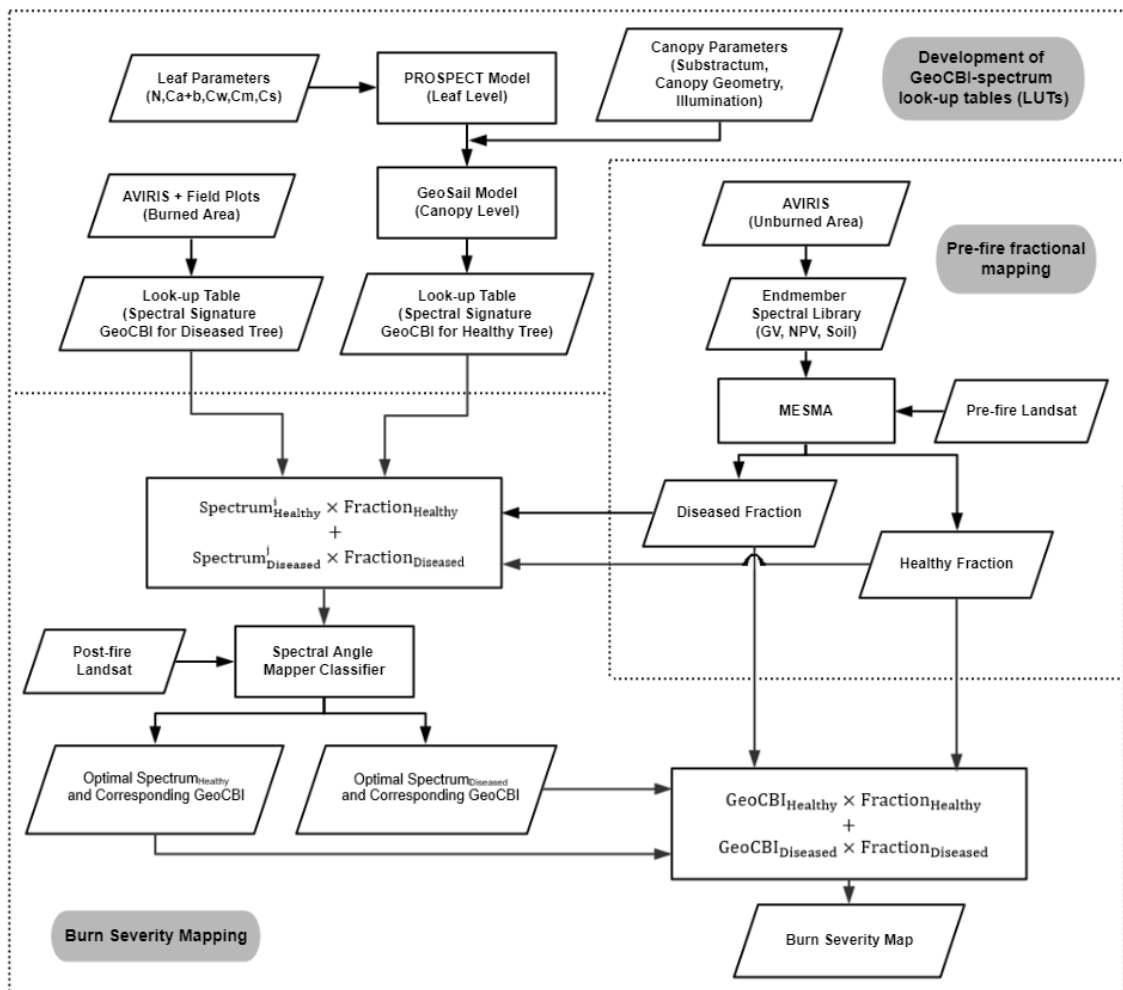 Leaf Parameters
(N,Ca+b,Cw,Cm,Cs)
PROSPECT Model
(Leaf Level)
Canopy Parameters
(Substractum,
Canopy Geometry,
Illumination)
Development of
GeoCBI-spectrum
look-up tables (LUTs)
AVIRIS + Field Plots
(Burned Area)
GeoSail Model
(Canopy Level)
AVIRIS
(Unburned Area)
Pre-fire fractional
mapping
Look-up Table
(Spectral Signature
GeoCBI for Diseased Tree)
Look-up Table
(Spectral Signature
GeoCBI for Healthy Tree)
Endmember
Spectral Library
(GV, NPV, Soil)
MESMA
Pre-fire Landsat
Spectrum^i_Healthy × Fraction_Healthy
+
Spectrum^j_Diseased × Fraction_Diseased
Diseased Fraction
Healthy Fraction
Post-fire
Landsat
Spectral Angle
Mapper Classifier
Optimal Spectrum_Healthy
and Corresponding GeoCBI
Optimal Spectrum_Diseased
and Corresponding GeoCBI
GeoCBI_Healthy × Fraction_Healthy
+
GeoCBI_Diseased × Fraction_Diseased
Burn Severity Mapping
Burn Severity Map